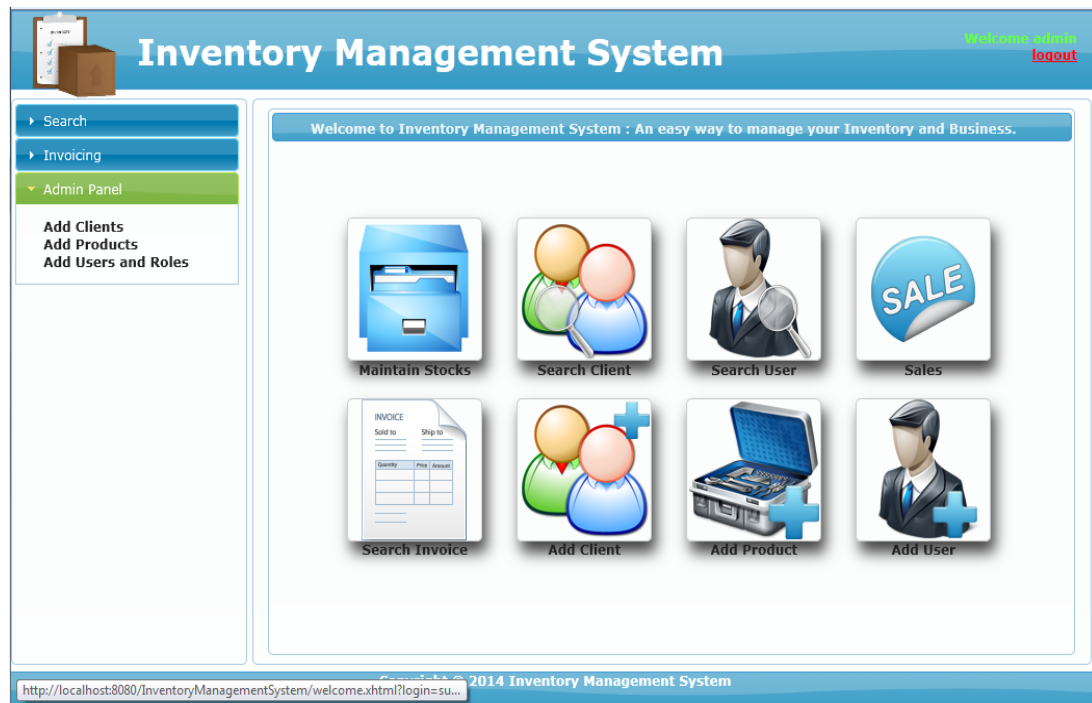 Inventory Management System
Welcome admin
logout
Search
Invoicing
Admin Panel
Add Clients
Add Products
Add Users and Roles
Welcome to Inventory Management System : An easy way to manage your Inventory and Business.
SALE
Maintain Stocks
Search Client
Search User
Sales
INVOICE
Sold to
Ship to
Quantity
Price
Amount
Search Invoice
Add Client
Add Product
Add User
Copyright © 2014 Inventory Management System
http://localhost:8080/InventoryManagementSystem/welcome.xhtml?login=su...